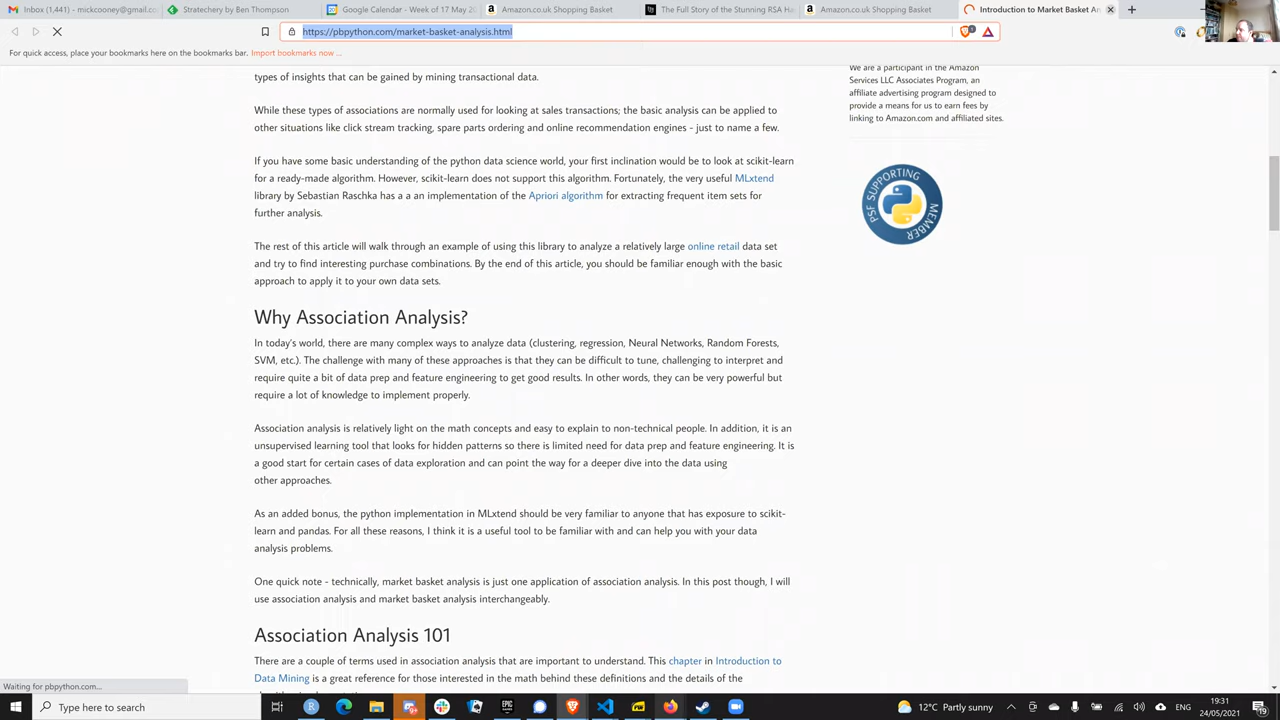 Inbox (1,441) - mickcooney@gmail.co
Stratechery by Ben Thompson
Google Calendar - Week of 17 May 20
Amazon.co.uk Shopping Basket
The Full Story of the Stunning RSA Ha
Amazon.co.uk Shopping Basket
Introduction to Market Basket An
https://pbpython.com/market-basket-analysis.html
For quick access, place your bookmarks here on the bookmarks bar. Import bookmarks now ...
types of insights that can be gained by mining transactional data.
While these types of associations are normally used for looking at sales transactions; the basic analysis can be applied to
other situations like click stream tracking, spare parts ordering and online recommendation engines - just to name a few.
If you have some basic understanding of the python data science world, your first inclination would be to look at scikit-learn
for a ready-made algorithm. However, scikit-learn does not support this algorithm. Fortunately, the very useful MLxtend
library by Sebastian Raschka has a a an implementation of the Apriori algorithm for extracting frequent item sets for
further analysis.
The rest of this article will walk through an example of using this library to analyze a relatively large online retail data set
and try to find interesting purchase combinations. By the end of this article, you should be familiar enough with the basic
approach to apply it to your own data sets.
Why Association Analysis?
In today's world, there are many complex ways to analyze data (clustering, regression, Neural Networks, Random Forests,
SVM, etc.). The challenge with many of these approaches is that they can be difficult to tune, challenging to interpret and
require quite a bit of data prep and feature engineering to get good results. In other words, they can be very powerful but
require a lot of knowledge to implement properly.
Association analysis is relatively light on the math concepts and easy to explain to non-technical people. In addition, it is an
unsupervised learning tool that looks for hidden patterns so there is limited need for data prep and feature engineering. It is
a good start for certain cases of data exploration and can point the way for a deeper dive into the data using
other approaches.
As an added bonus, the python implementation in MLxtend should be very familiar to anyone that has exposure to scikit-
learn and pandas. For all these reasons, I think it is a useful tool to be familiar with and can help you with your data
analysis problems.
One quick note - technically, market basket analysis is just one application of association analysis. In this post though, I will
use association analysis and market basket analysis interchangeably.
Association Analysis 101
There are a couple of terms used in association analysis that are important to understand. This chapter in Introduction to
Data Mining is a great reference for those interested in the math behind these definitions and the details of the
We are a participant in the Amazon
Services LLC Associates Program, an
affiliate advertising program designed to
provide a means for us to earn fees by
linking to Amazon.com and affiliated sites.
PSF SUPPORTING
MEMBER
Waiting for pbpython.com...
Type here to search
12°C Partly sunny
ENG
19:31
24/05/2021